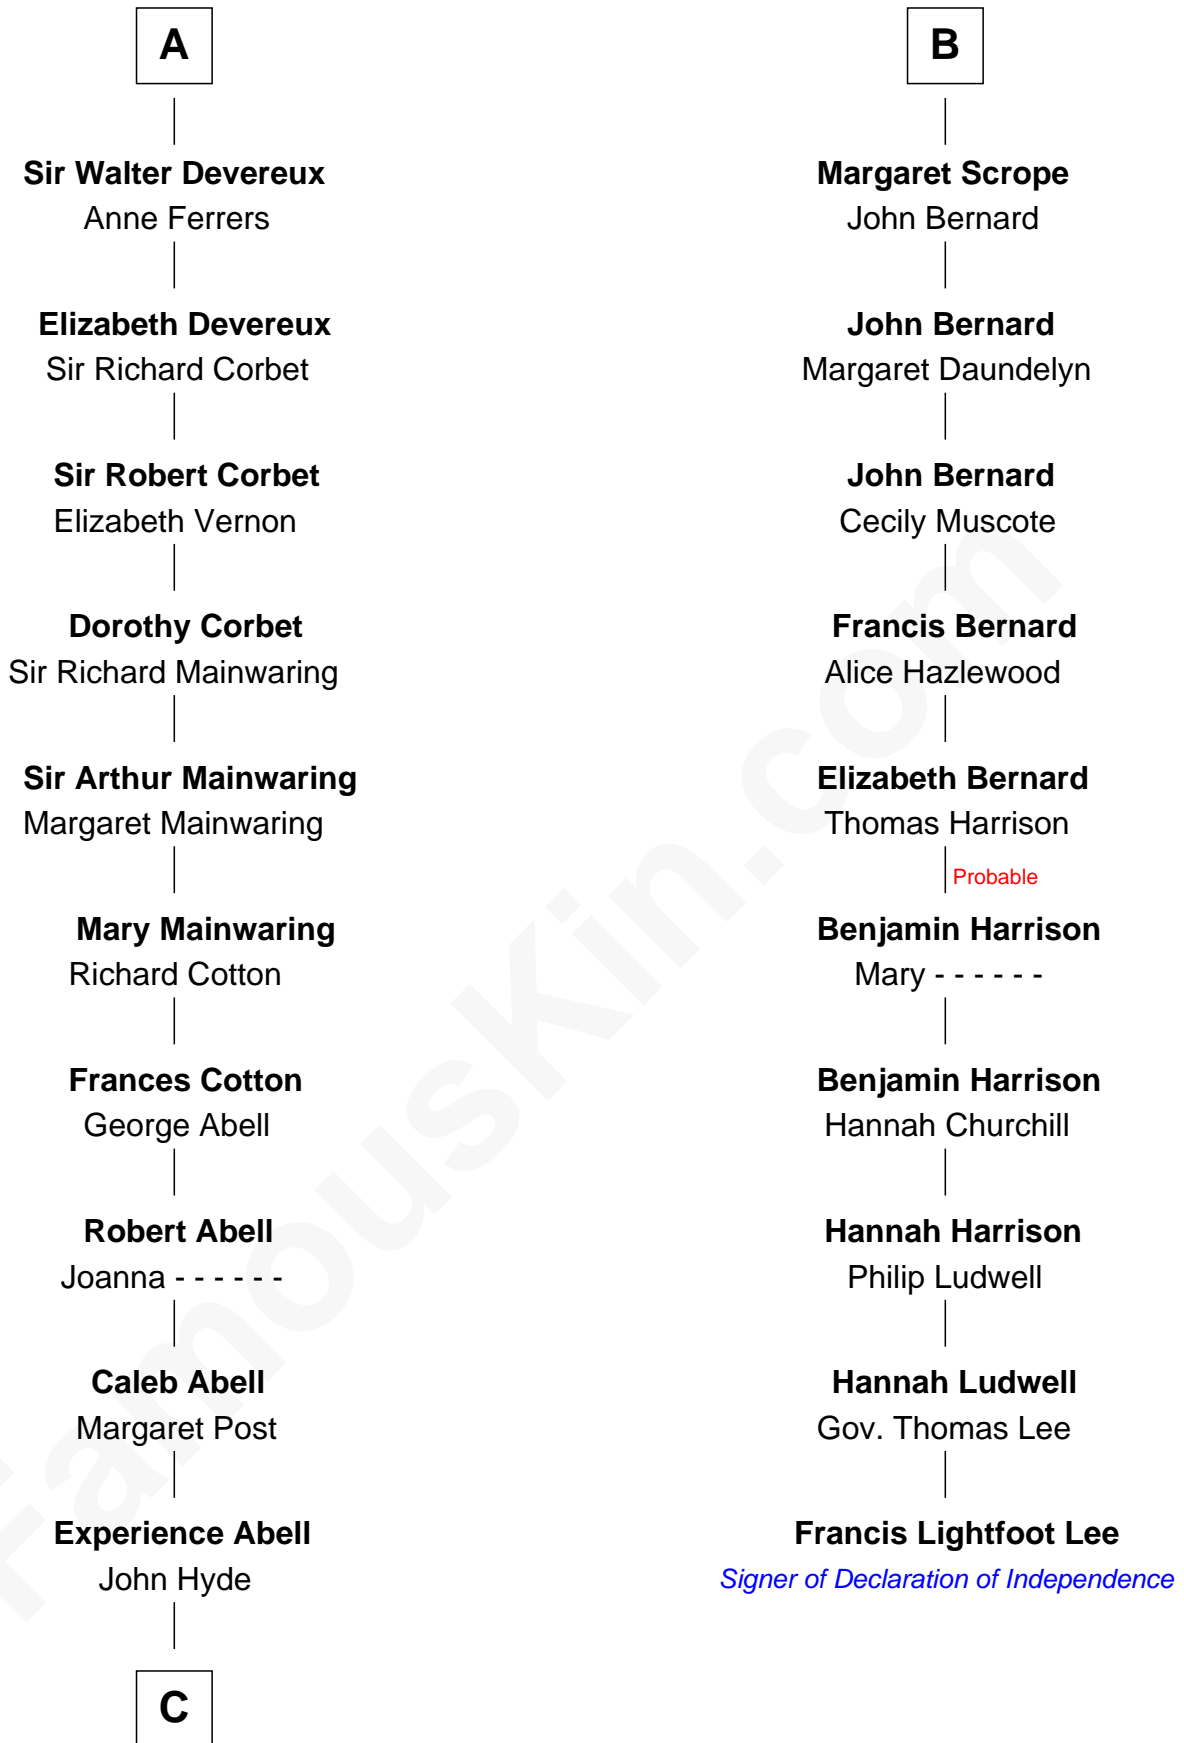 A
Sir Walter Devereux
Anne Ferrers
Elizabeth Devereux
Sir Richard Corbet
Sir Robert Corbet
Elizabeth Vernon
Dorothy Corbet
Sir Richard Mainwaring
Sir Arthur Mainwaring
Margaret Mainwaring
Mary Mainwaring
Richard Cotton
Frances Cotton
George Abell
Robert Abell
Joanna - - - - - -
Caleb Abell
Margaret Post
Experience Abell
John Hyde
C
B
Margaret Scrope
John Bernard
John Bernard
Margaret Daundelyn
John Bernard
Cecily Muscote
Francis Bernard
Alice Hazlewood
Elizabeth Bernard
Thomas Harrison
Probable
Benjamin Harrison
Mary - - - - - -
Benjamin Harrison
Hannah Churchill
Hannah Harrison
Philip Ludwell
Hannah Ludwell
Gov. Thomas Lee
Francis Lightfoot Lee
Signer of Declaration of Independence
FamousKin.com